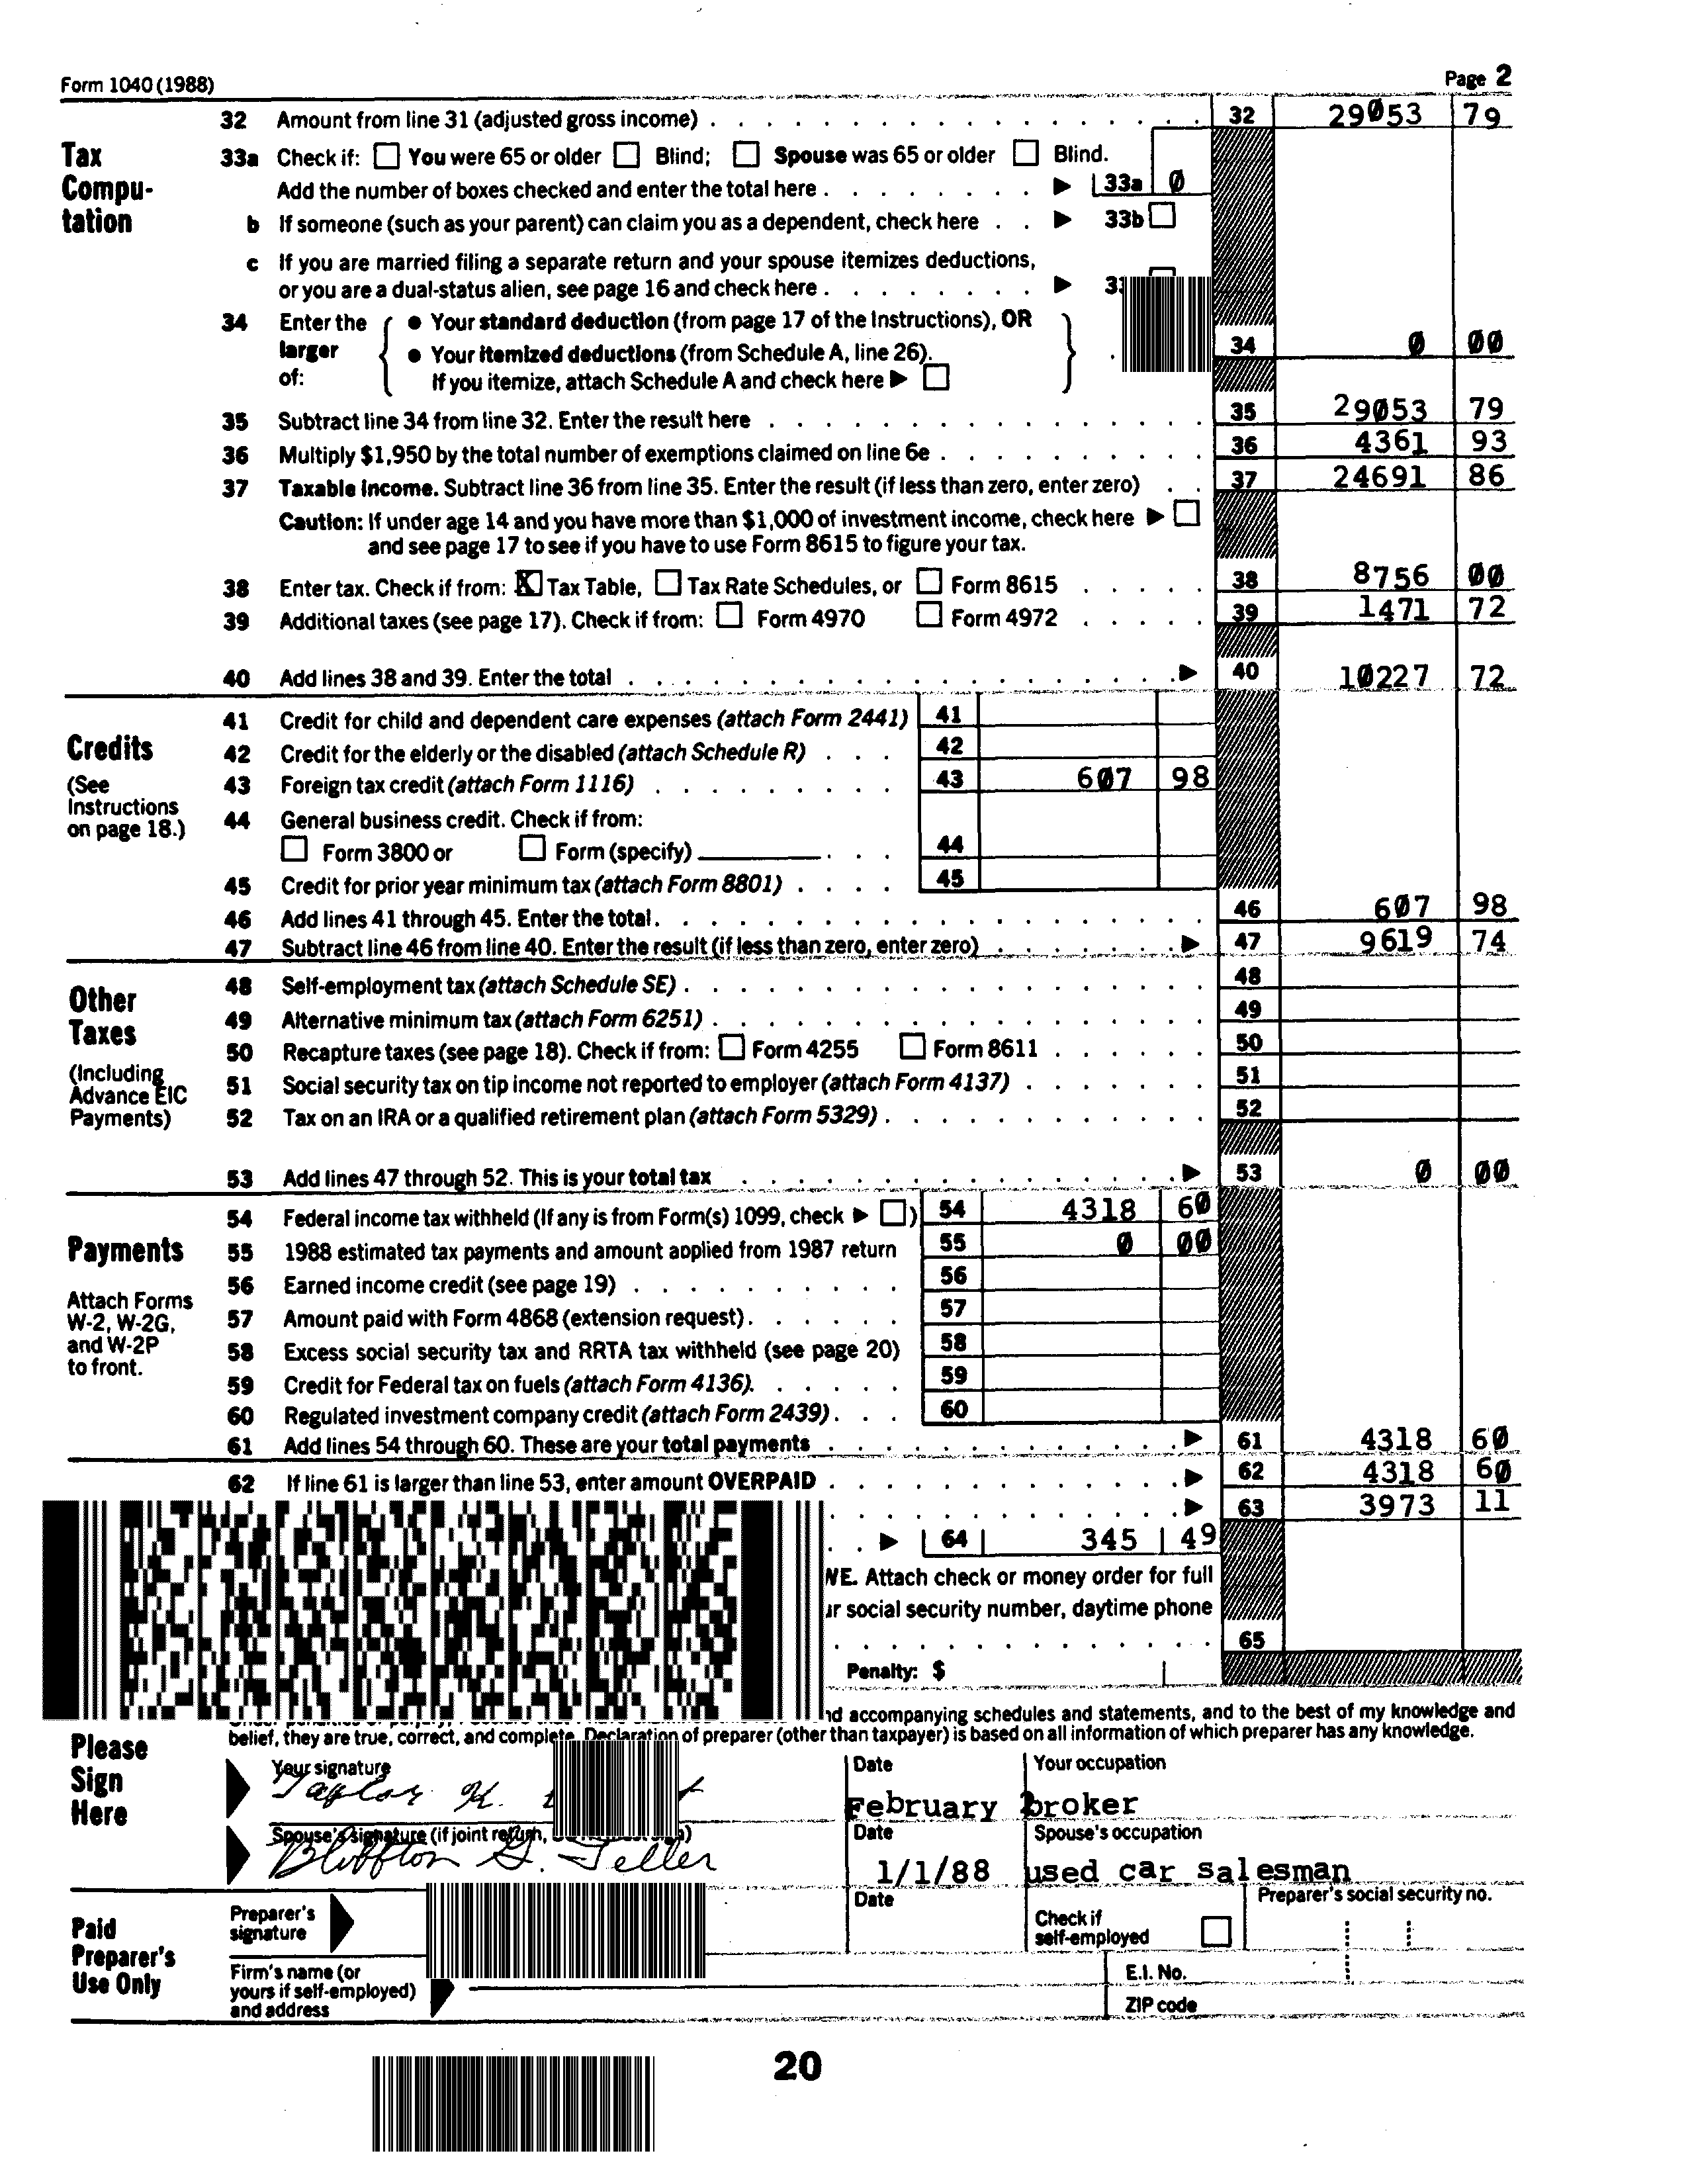 Form 1040 (1988) Page 2
32 Amount from line 31 (adjusted gross income) 32 29053 79
Tax Compu-tation
33a Check if: You were 65 or older Blind; Spouse was 65 or older Blind.
Add the number of boxes checked and enter the total here 33a 0
b If someone (such as your parent) can claim you as a dependent, check here 33b
c If you are married filing a separate return and your spouse itemizes deductions,
or you are a dual-status alien, see page 16 and check here
34 Enter the larger of:
● Your standard deduction (from page 17 of the Instructions), OR
● Your itemized deductions (from Schedule A, line 26). 34 0 00
If you itemize, attach Schedule A and check here ►
35 Subtract line 34 from line 32. Enter the result here 35 29053 79
36 Multiply $1,950 by the total number of exemptions claimed on line 6e 36 4361 93
37 Taxable income. Subtract line 36 from line 35. Enter the result (if less than zero, enter zero) 37 24691 86
Caution: If under age 14 and you have more than $1,000 of investment income, check here ►
and see page 17 to see if you have to use Form 8615 to figure your tax.
38 Enter tax. Check if from: X Tax Table, Tax Rate Schedules, or Form 8615 38 8756 00
39 Additional taxes (see page 17). Check if from: Form 4970 Form 4972 39 1471 72
40 Add lines 38 and 39. Enter the total ► 40 10227 72
Credits
(See Instructions on page 18.)
41 Credit for child and dependent care expenses (attach Form 2441) 41
42 Credit for the elderly or the disabled (attach Schedule R) 42
43 Foreign tax credit (attach Form 1116) 43 607 98
44 General business credit. Check if from:
Form 3800 or Form (specify) 44
45 Credit for prior year minimum tax (attach Form 8801) 45
46 Add lines 41 through 45. Enter the total. 46 607 98
47 Subtract line 46 from line 40. Enter the result (if less than zero, enter zero) ► 47 9619 74
Other Taxes
(Including Advance EIC Payments)
48 Self-employment tax (attach Schedule SE) 48
49 Alternative minimum tax (attach Form 6251) 49
50 Recapture taxes (see page 18). Check if from: Form 4255 Form 8611 50
51 Social security tax on tip income not reported to employer (attach Form 4137) 51
52 Tax on an IRA or a qualified retirement plan (attach Form 5329) 52
53 Add lines 47 through 52. This is your total tax ► 53 0 00
Payments
Attach Forms W-2, W-2G, and W-2P to front.
54 Federal income tax withheld (If any is from Form(s) 1099, check ► ) 54 4318 60
55 1988 estimated tax payments and amount applied from 1987 return 55 0 00
56 Earned income credit (see page 19) 56
57 Amount paid with Form 4868 (extension request) 57
58 Excess social security tax and RRTA tax withheld (see page 20) 58
59 Credit for Federal tax on fuels (attach Form 4136). 59
60 Regulated investment company credit (attach Form 2439) 60
61 Add lines 54 through 60. These are your total payments ► 61 4318 60
62 If line 61 is larger than line 53, enter amount OVERPAID ► 62 4318 60
► 63 3973 11
► 64 345 49
Attach check or money order for full
social security number, daytime phone
65
Penalty: $
accompanying schedules and statements, and to the best of my knowledge and
belief, they are true, correct, and complete. Declaration of preparer (other than taxpayer) is based on all information of which preparer has any knowledge.
Please Sign Here
Your signature Date Your occupation
Taylor K. February broker
Spouse's signature (if joint return, Date Spouse's occupation
Bluffton G. Teller 1/1/88 used car salesman
Paid Preparer's Use Only
Preparer's signature Date Check if self-employed Preparer's social security no.
Firm's name (or yours if self-employed) and address E.I. No.
ZIP code
20